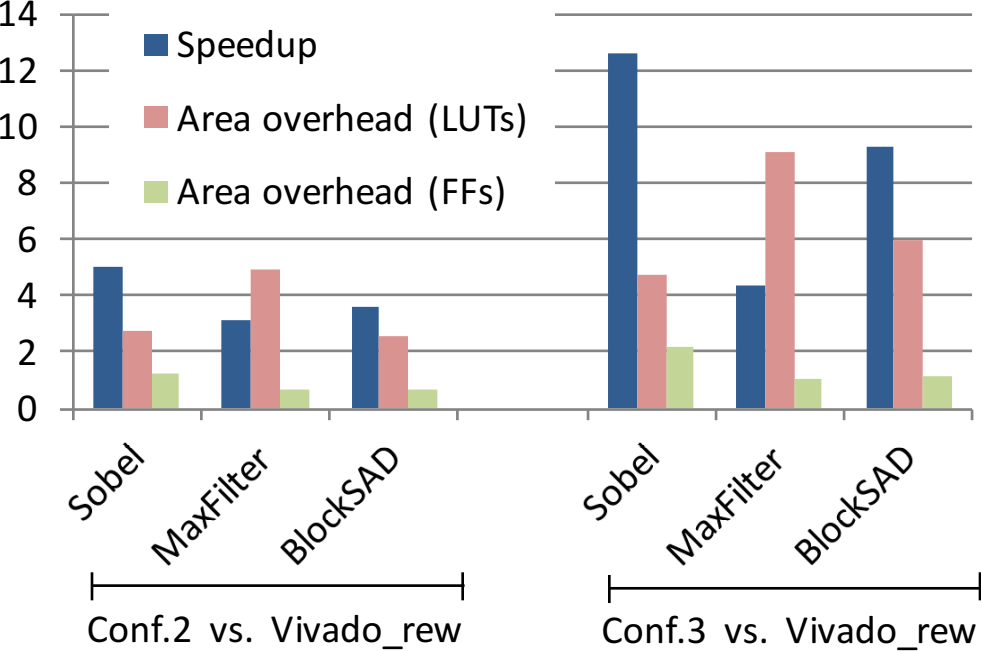 14
12
10
8
6
4
2
0
Speedup
Area overhead (LUTs)
Area overhead (FFs)
Sobel
MaxFilter
BlockSAD
Sobel
MaxFilter
BlockSAD
Conf.2 vs. Vivado_rew
Conf.3 vs. Vivado_rew